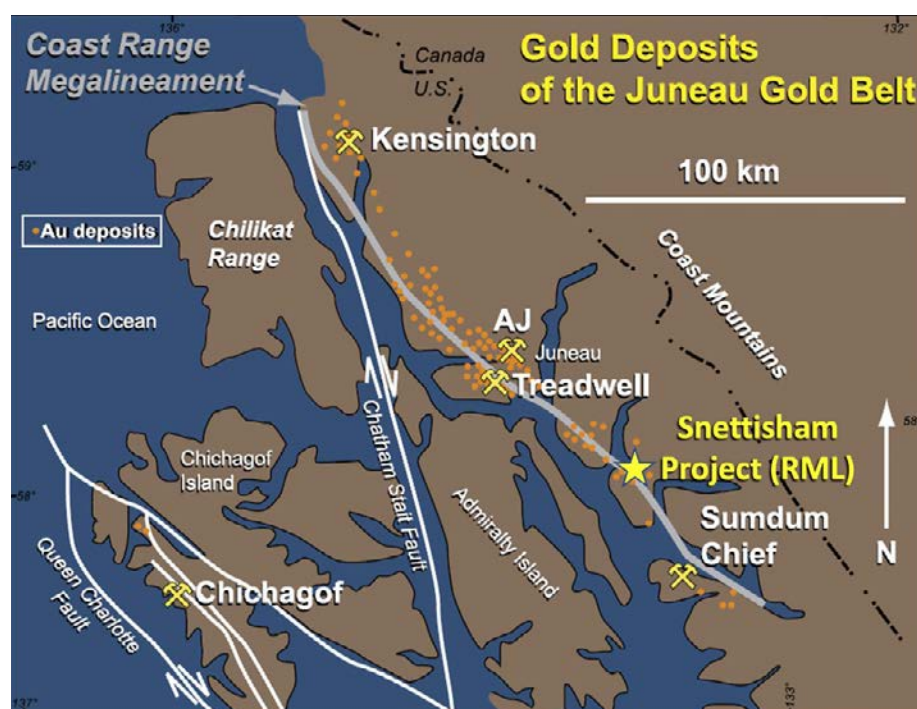 136°
132°
Coast Range
Megalineament
Canada
U.S.
Gold Deposits
of the Juneau Gold Belt
Kensington
59°
100 km
Au deposits
Chilikat
Range
Coast Mountains
Pacific Ocean
AJ
Juneau
Treadwell
58°
Snettisham
Project (RML)
Chatham Stait Fault
Chichagof
Island
Admiralty Island
58°
Sumdum
Chief
N
Queen Charlotte
Fault
Chichagof
137°
133°